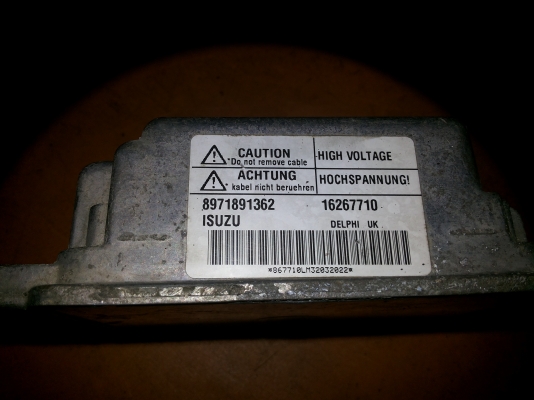 CAUTION HIGH VOLTAGE
*Do not remove cable
ACHTUNG HOCHSPANNUNG!
* kabel nicht beruehren
8971891362 16267710
ISUZU DELPHI UK
*867710LM32032022*